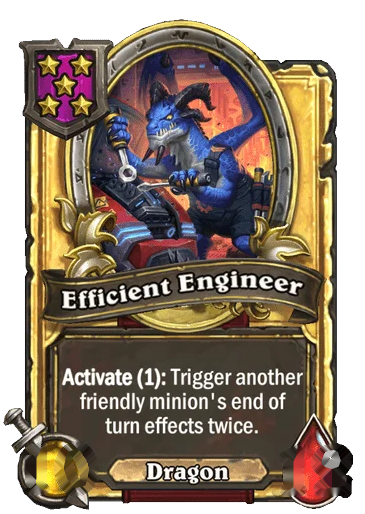 Efficient Engineer
Activate (1): Trigger another
friendly minion's end of
turn effects twice.
Dragon